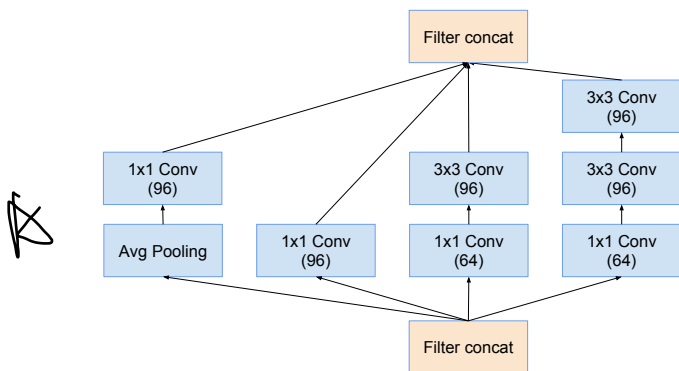 Filter concat
3x3 Conv
(96)
1x1 Conv
(96)
3x3 Conv
(96)
3x3 Conv
(96)
Avg Pooling
1x1 Conv
(96)
1x1 Conv
(64)
1x1 Conv
(64)
Filter concat